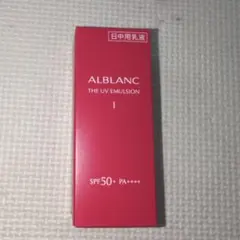 日中用乳液
ALBLANC
THE UV EMULSION
I
SPF50+ PA++++